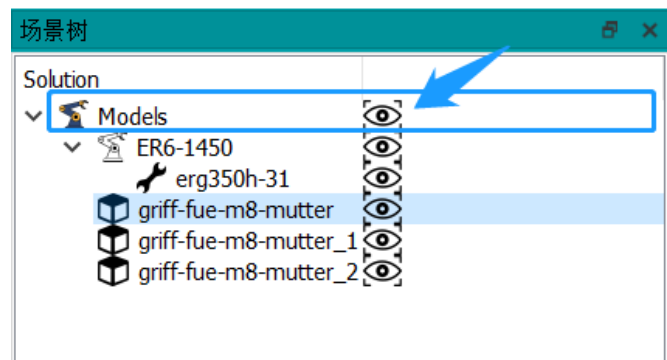 场景树
Solution
Models
ER6-1450
erg350h-31
griff-fue-m8-mutter
griff-fue-m8-mutter_1
griff-fue-m8-mutter_2